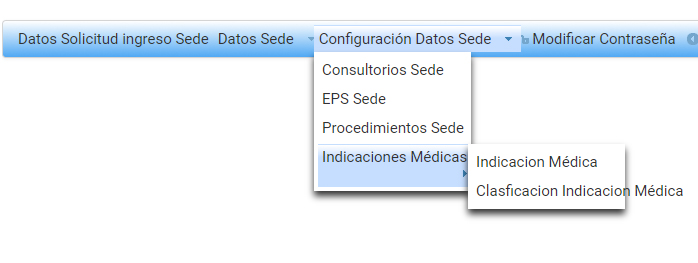 Datos Solicitud ingreso Sede Datos Sede Configuración Datos Sede Modificar Contraseña
Consultorios Sede
EPS Sede
Procedimientos Sede
Indicaciones Médicas
Indicacion Médica
Clasficacion Indicacion Médica